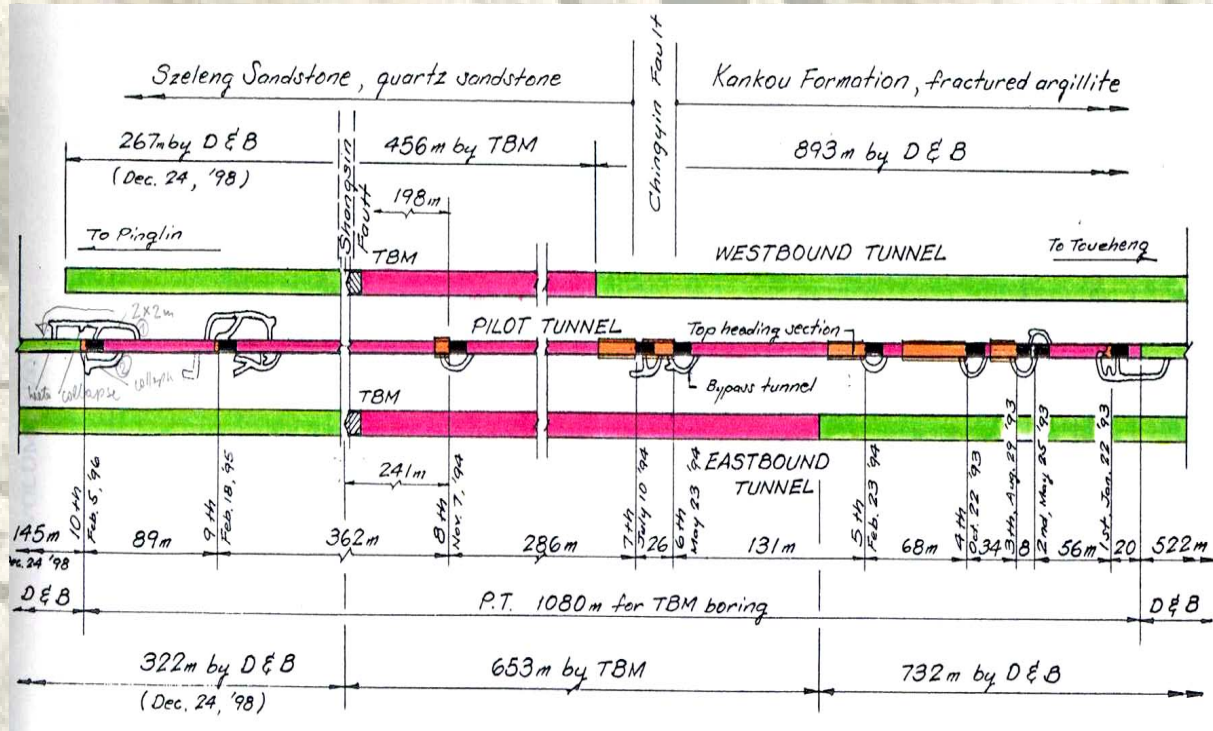 Szeleng Sandstone, quartz sandstone
Chingyin Fault
Kankou Formation, fractured argillite
267m by D & B
(Dec. 24, '98)
Shangsin
Fault
456m by TBM
893m by D & B
198m
To Pinglin
TBM
WESTBOUND TUNNEL
To Toucheng
2x2m
1
PILOT TUNNEL
Top heading section
2
collapse
Bypass tunnel
TBM
EASTBOUND
TUNNEL
241m
10th
Feb. 5, '96
9th
Feb. 18, '95
8th
Nov. 7, '94
7th
July 10 '94
6th
May 23 '94
5th
Feb. 23 '94
4th
Oct. 22 '93
3th, Aug. 29 '93
2nd, May 25 '93
1st, Jan. 22 '93
145m 89m 362m 286m 26 131m 68m 34 8 56m 20 522m
24 '98
D & B
P.T. 1080m for TBM boring
D & B
322m by D & B
(Dec. 24, '98)
653m by TBM
732m by D & B